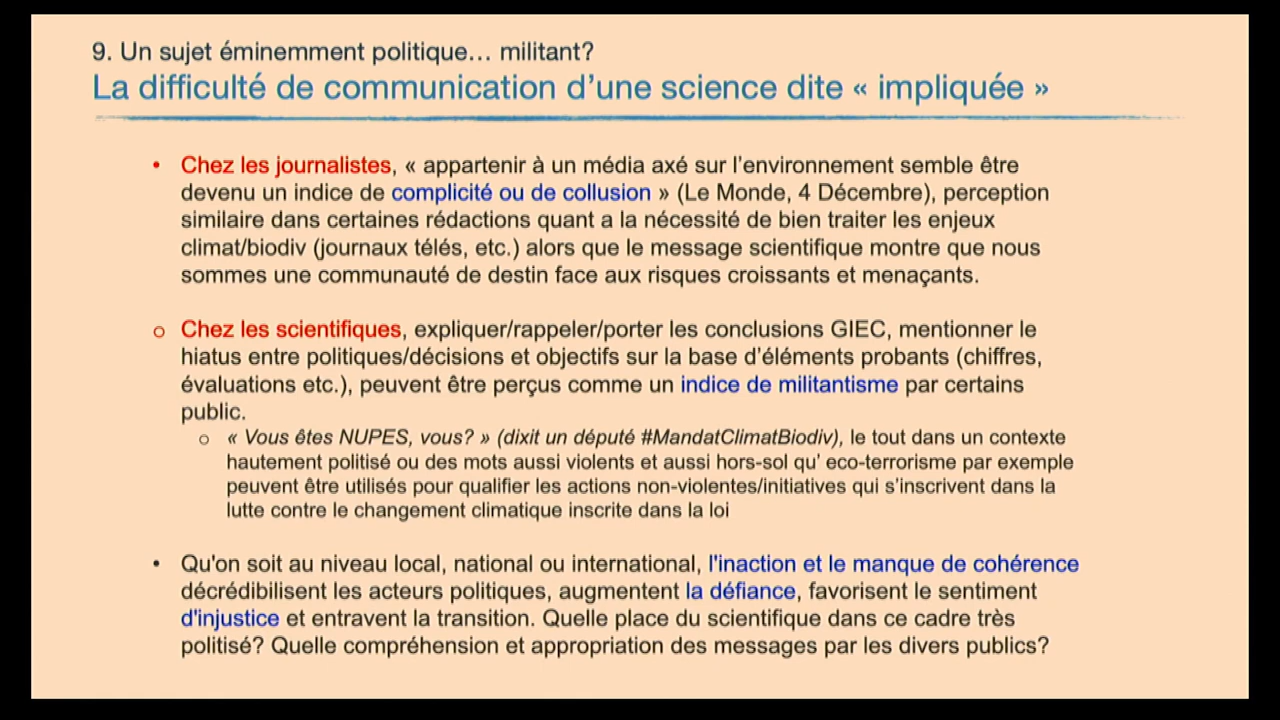 9. Un sujet éminemment politique… militant?
La difficulté de communication d’une science dite « impliquée »
• Chez les journalistes, « appartenir à un média axé sur l’environnement semble être
devenu un indice de complicité ou de collusion » (Le Monde, 4 Décembre), perception
similaire dans certaines rédactions quant a la nécessité de bien traiter les enjeux
climat/biodiv (journaux télés, etc.) alors que le message scientifique montre que nous
sommes une communauté de destin face aux risques croissants et menaçants.
o Chez les scientifiques, expliquer/rappeler/porter les conclusions GIEC, mentionner le
hiatus entre politiques/décisions et objectifs sur la base d’éléments probants (chiffres,
évaluations etc.), peuvent être perçus comme un indice de militantisme par certains
public.
o « Vous êtes NUPES, vous? » (dixit un député #MandatClimatBiodiv), le tout dans un contexte
hautement politisé ou des mots aussi violents et aussi hors-sol qu’ eco-terrorisme par exemple
peuvent être utilisés pour qualifier les actions non-violentes/initiatives qui s’inscrivent dans la
lutte contre le changement climatique inscrite dans la loi
• Qu'on soit au niveau local, national ou international, l'inaction et le manque de cohérence
décrédibilisent les acteurs politiques, augmentent la défiance, favorisent le sentiment
d'injustice et entravent la transition. Quelle place du scientifique dans ce cadre très
politisé? Quelle compréhension et appropriation des messages par les divers publics?